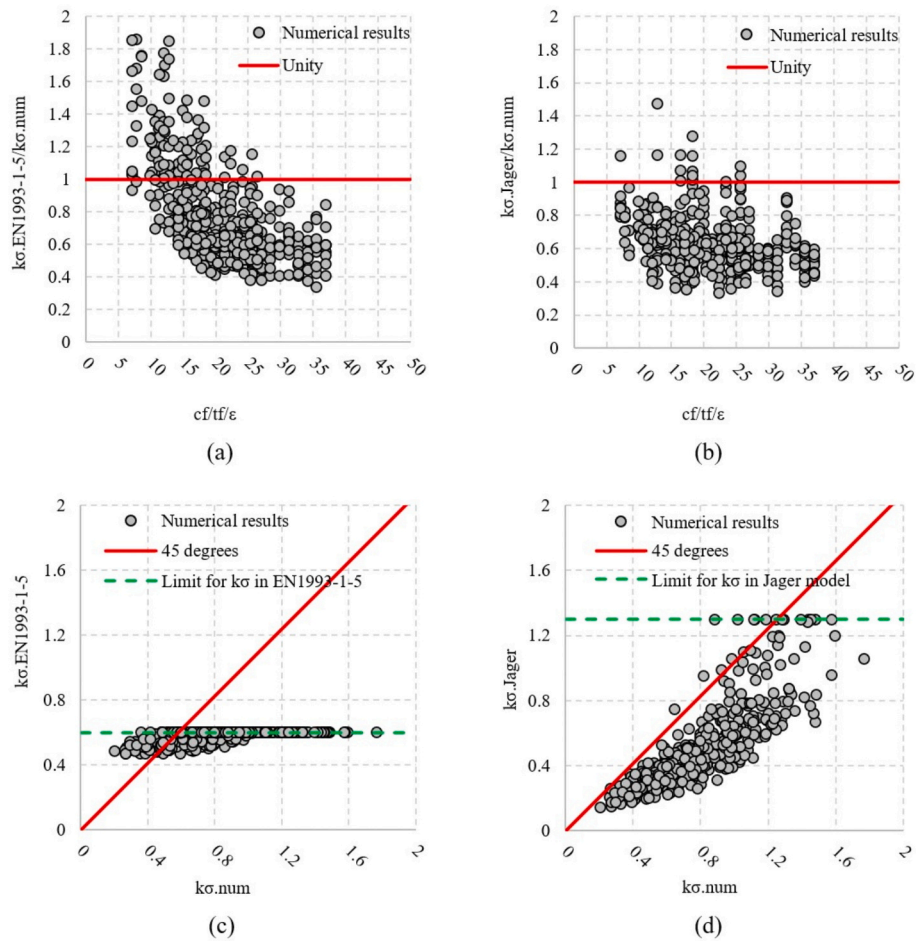 2
1.8
1.6
1.4
1.2
1
0.8
0.6
0.4
0.2
0
kσ.EN1993-1-5/kσ.num
Numerical results
Unity
0 5 10 15 20 25 30 35 40 45 50
cf/tf/ε
(a)
2
1.8
1.6
1.4
1.2
1
0.8
0.6
0.4
0.2
0
kσ.Jager/kσ.num
Numerical results
Unity
0 5 10 15 20 25 30 35 40 45 50
cf/tf/ε
(b)
2
1.6
1.2
0.8
0.4
0
kσ.EN1993-1-5
Numerical results
45 degrees
Limit for kσ in EN1993-1-5
0 0.4 0.8 1.2 1.6 2
kσ.num
(c)
2
1.6
1.2
0.8
0.4
0
kσ.Jager
Numerical results
45 degrees
Limit for kσ in Jager model
0 0.4 0.8 1.2 1.6 2
kσ.num
(d)